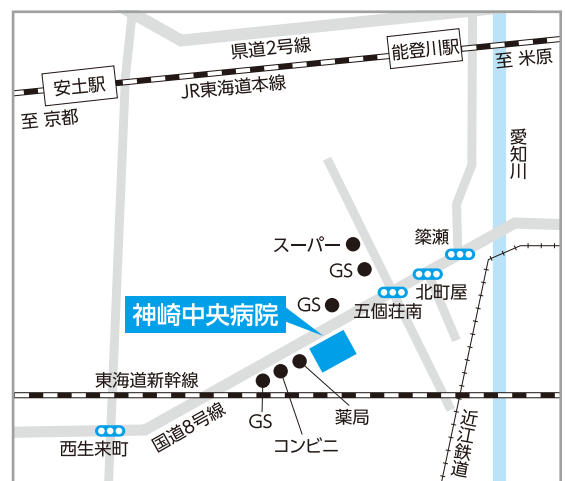 県道2号線
能登川駅
至 米原
安土駅
JR東海道本線
至 京都
愛知川
簗瀬
スーパー
GS
北町屋
GS
五個荘南
神崎中央病院
東海道新幹線
薬局
国道8号線
GS
コンビニ
西生来町
近江鉄道